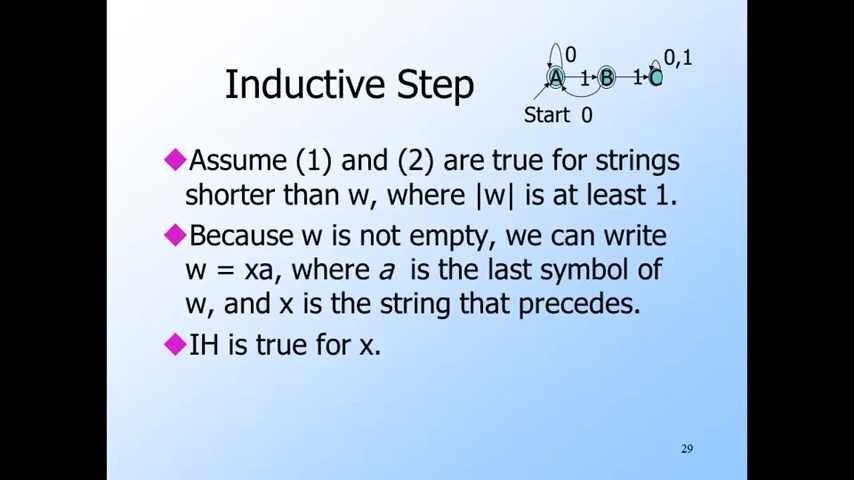 Inductive Step
0
0,1
A 1 B 1 C
Start 0
Assume (1) and (2) are true for strings
shorter than w, where |w| is at least 1.
Because w is not empty, we can write
w = xa, where a is the last symbol of
w, and x is the string that precedes.
IH is true for x.
29